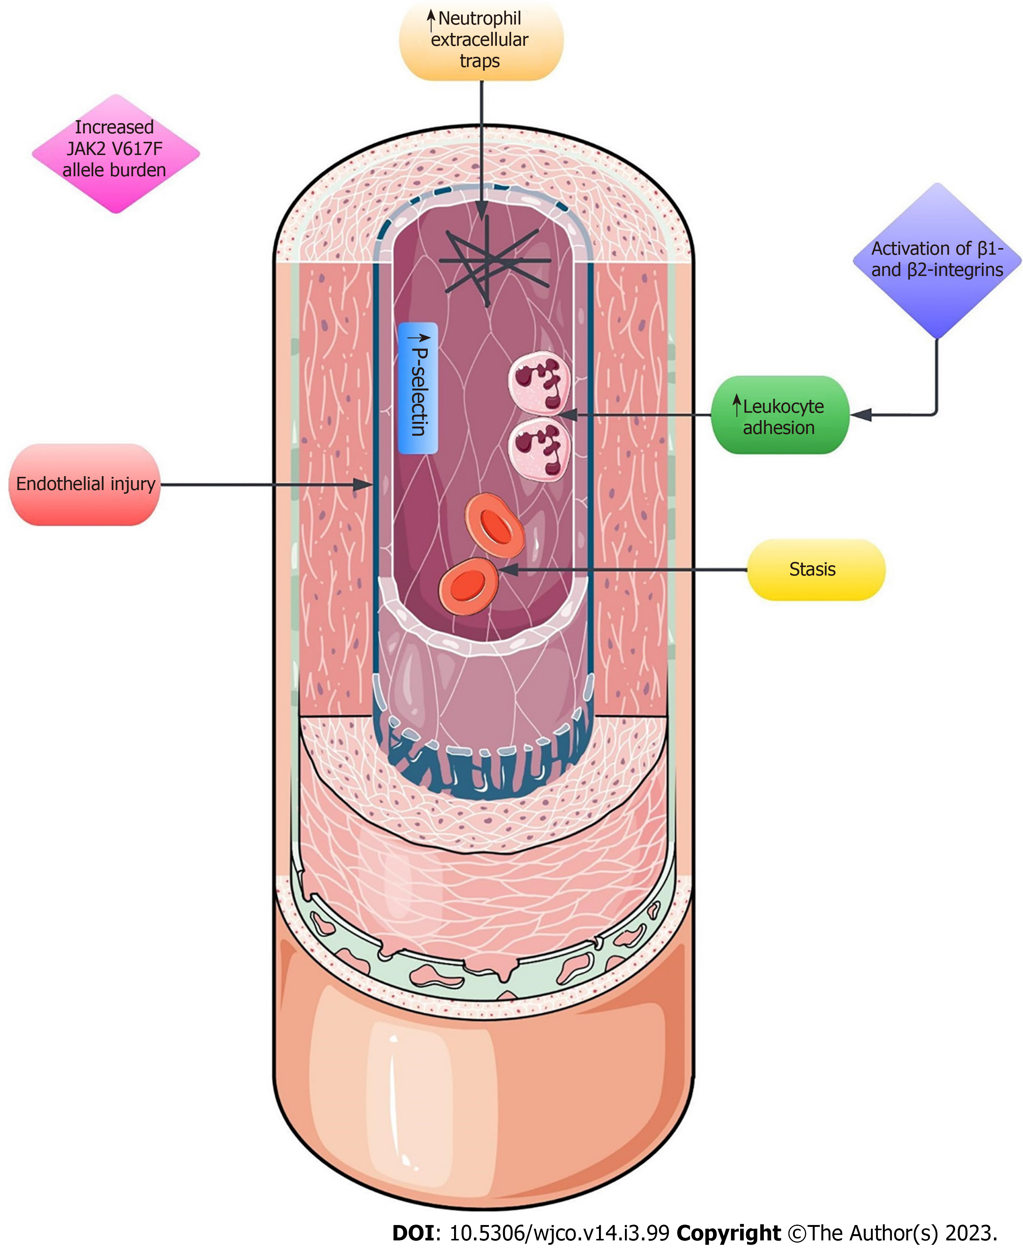 ↑Neutrophil
extracellular
traps
Increased
JAK2 V617F
allele burden
Activation of β1-
and β2-integrins
↑P-selectin
↑Leukocyte
adhesion
Endothelial injury
Stasis
DOI: 10.5306/wjco.v14.i3.99 Copyright ©The Author(s) 2023.